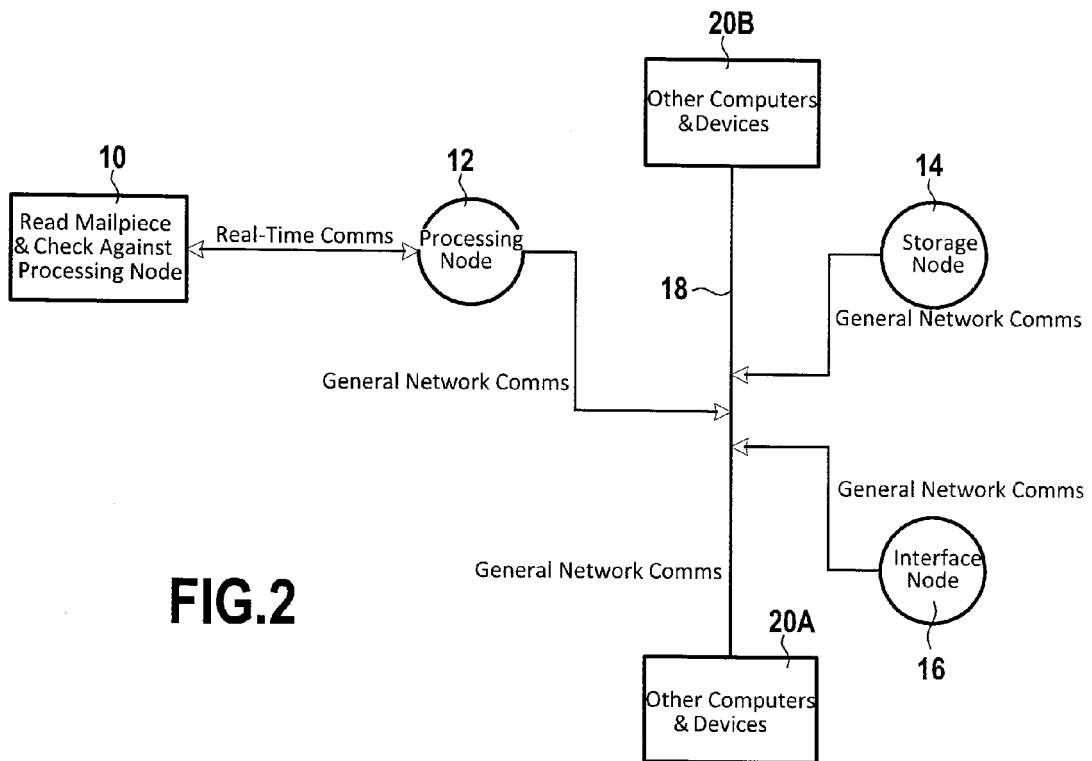 20B
Other Computers
&Devices
10
12
14
Read Mailpiece
& Check Against
Processing Node
Real-Time Comms
Processing
Node
Storage
Node
18
General Network Comms
General Network Comms
General Network Comms
General Network Comms
Interface
Node
FIG.2
20A
16
Other Computers
& Devices